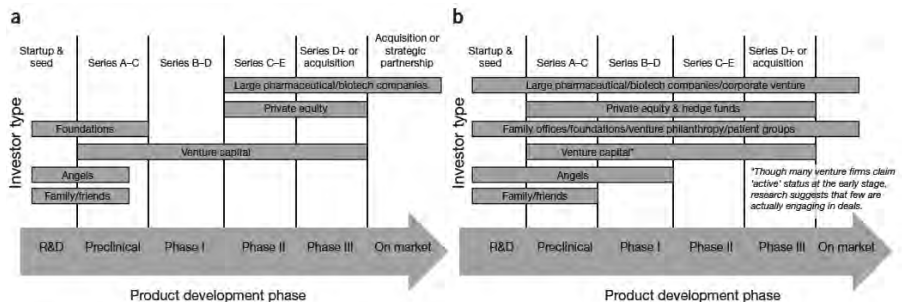 a
Startup &
seed
Series A–C
Series B–D
Series C–E
Series D+ or
acquisition
Acquisition or
strategic
partnership
Investor type
Large pharmaceutical/biotech companies
Private equity
Foundations
Venture capital
Angels
Family/friends
R&D
Preclinical
Phase I
Phase II
Phase III
On market
Product development phase
b
Startup &
seed
Series A–C
Series B–D
Series C–E
Series D+ or
acquisition
Investor type
Large pharmaceutical/biotech companies/corporate venture
Private equity & hedge funds
Family offices/foundations/venture philanthropy/patient groups
Venture capital*
Angels
Family/friends
*Though many venture firms claim
'active' status at the early stage,
research suggests that few are
actually engaging in deals.
R&D
Preclinical
Phase I
Phase II
Phase III
On market
Product development phase